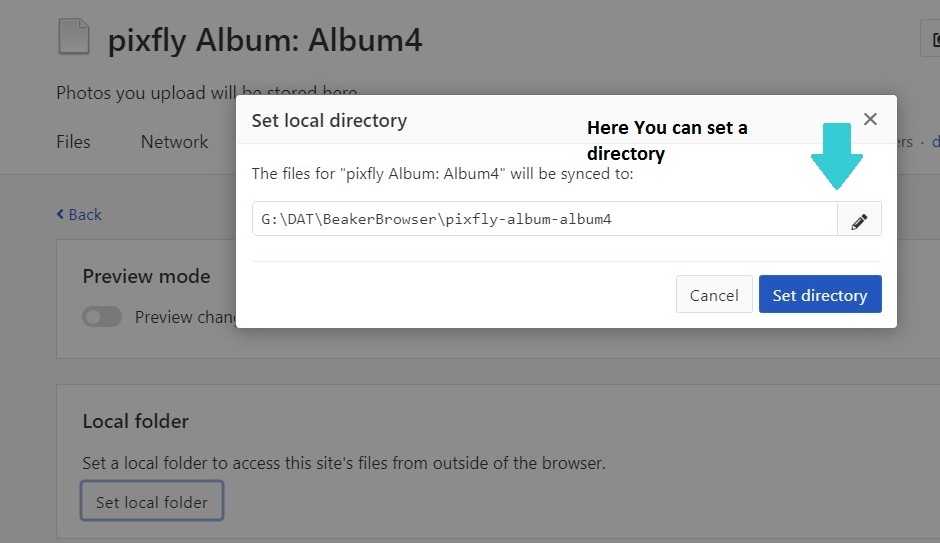 pixfly Album: Album4
Photos you upload will be stored here
Files
Network
Set local directory
Here You can set a
directory
The files for "pixfly Album: Album4" will be synced to:
G:\DAT\BeakerBrowser\pixfly-album-album4
Cancel
Set directory
Back
Preview mode
Preview
Local folder
Set a local folder to access this site's files from outside of the browser.
Set local folder